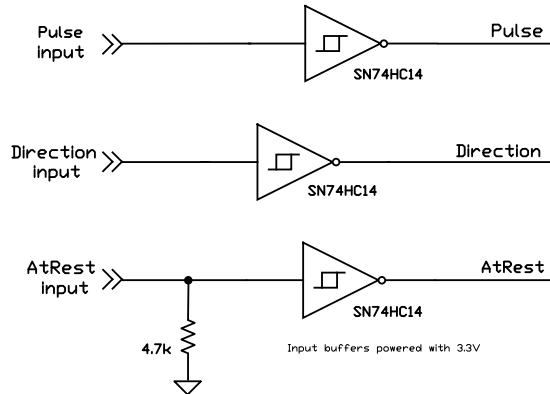 Pulse
input
Pulse
SN74HC14
Direction
input
Direction
SN74HC14
AtRest
input
AtRest
SN74HC14
4.7k
Input buffers powered with 3.3V